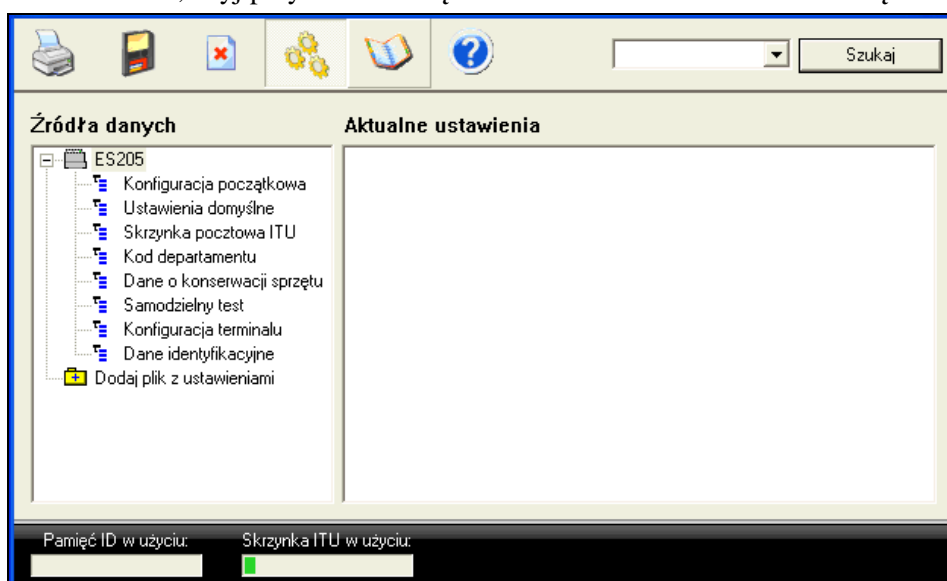 Szukaj
Źródła danych
Aktualne ustawienia
ES205
Konfiguracja początkowa
Ustawienia domyślne
Skrzynka pocztowa ITU
Kod departamentu
Dane o konserwacji sprzętu
Samodzielny test
Konfiguracja terminalu
Dane identyfikacyjne
Dodaj plik z ustawieniami
Pamięć ID w użyciu:
Skrzynka ITU w użyciu: